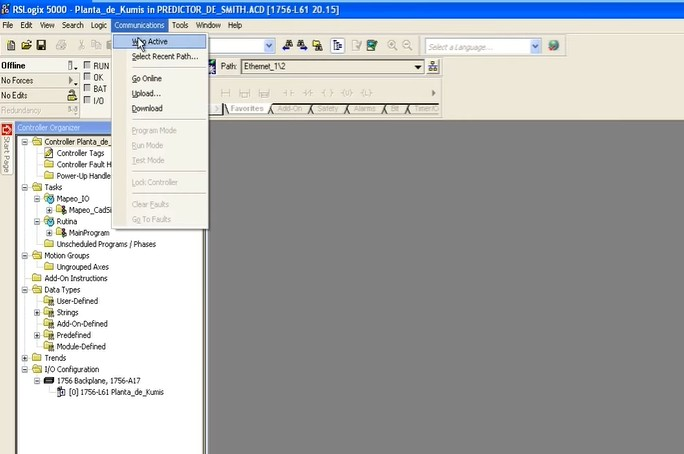 RSLogix 5000 - Planta_de_Kumis in PREDICTOR_DE_SMITH.ACD [1756-L61 20.15]
File Edit View Search Logic Communications Tools Window Help
Who Active
Select Recent Path...
Go Online
Upload...
Download
Program Mode
Run Mode
Test Mode
Lock Controller
Clear Faults
Go To Faults
Select a Language...
Offline
No Forces
No Edits
Redundancy
RUN
OK
BAT
I/O
Path: Ethernet_1\2
Favorites Add-On Safety Alarms Bit
Start Page
Controller Organizer
Controller Planta_de_
Controller Tags
Controller Fault H
Power-Up Handle
Tasks
Mapeo_IO
Mapeo_CadSi
Rutina
MainProgram
Unscheduled Programs / Phases
Motion Groups
Ungrouped Axes
Add-On Instructions
Data Types
User-Defined
Strings
Add-On-Defined
Predefined
Module-Defined
Trends
I/O Configuration
1756 Backplane, 1756-A17
[0] 1756-L61 Planta_de_Kumis